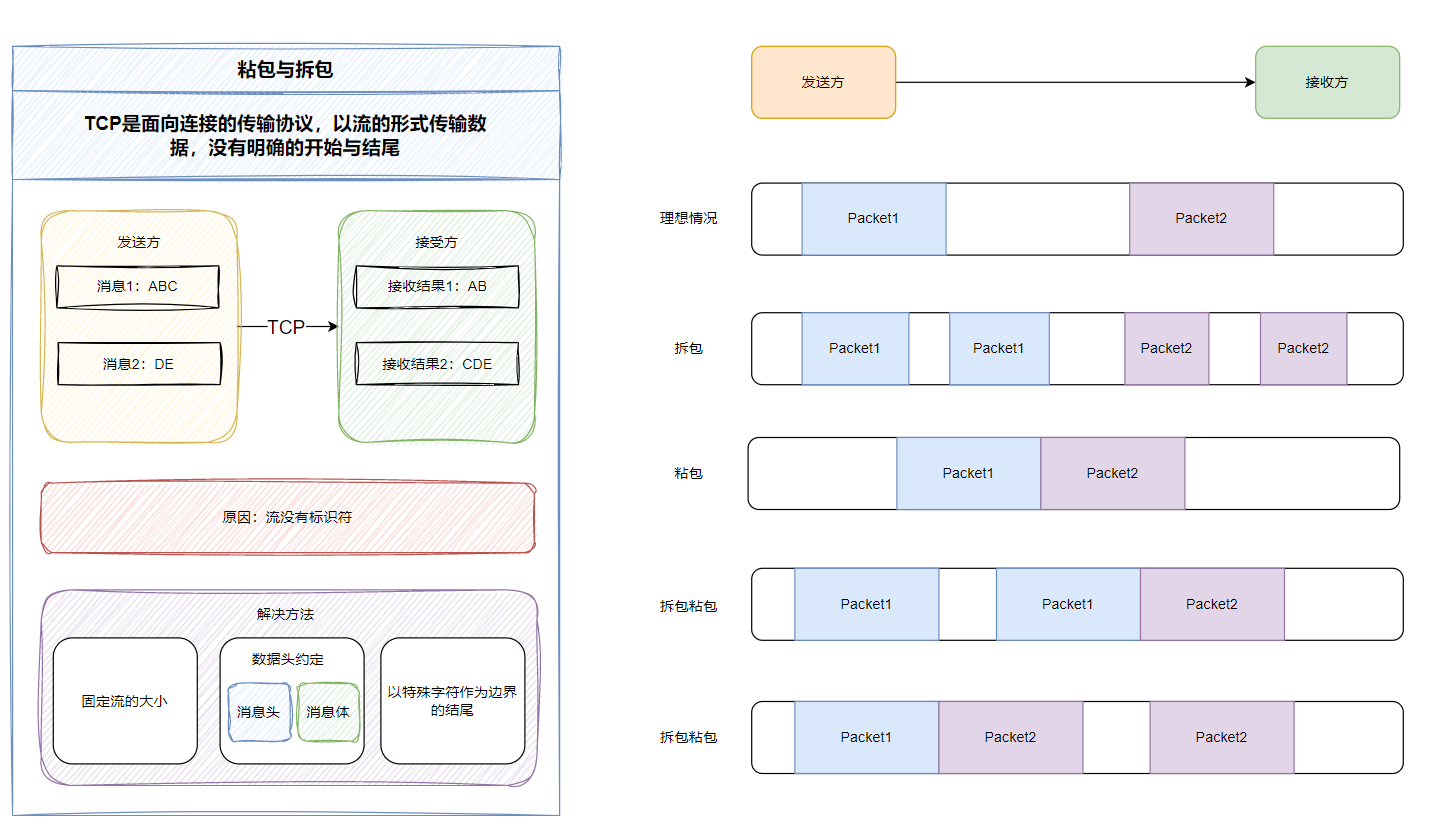 粘包与拆包
TCP是面向连接的传输协议，以流的形式传输数
据，没有明确的开始与结尾
发送方
消息1：ABC
消息2：DE
TCP
接受方
接收结果1：AB
接收结果2：CDE
原因：流没有标识符
解决方法
固定流的大小
数据头约定
消息头
消息体
以特殊字符作为边界
的结尾
发送方
接收方
理想情况
Packet1
Packet2
拆包
Packet1
Packet1
Packet2
Packet2
粘包
Packet1
Packet2
拆包粘包
Packet1
Packet1
Packet2
拆包粘包
Packet1
Packet2
Packet2